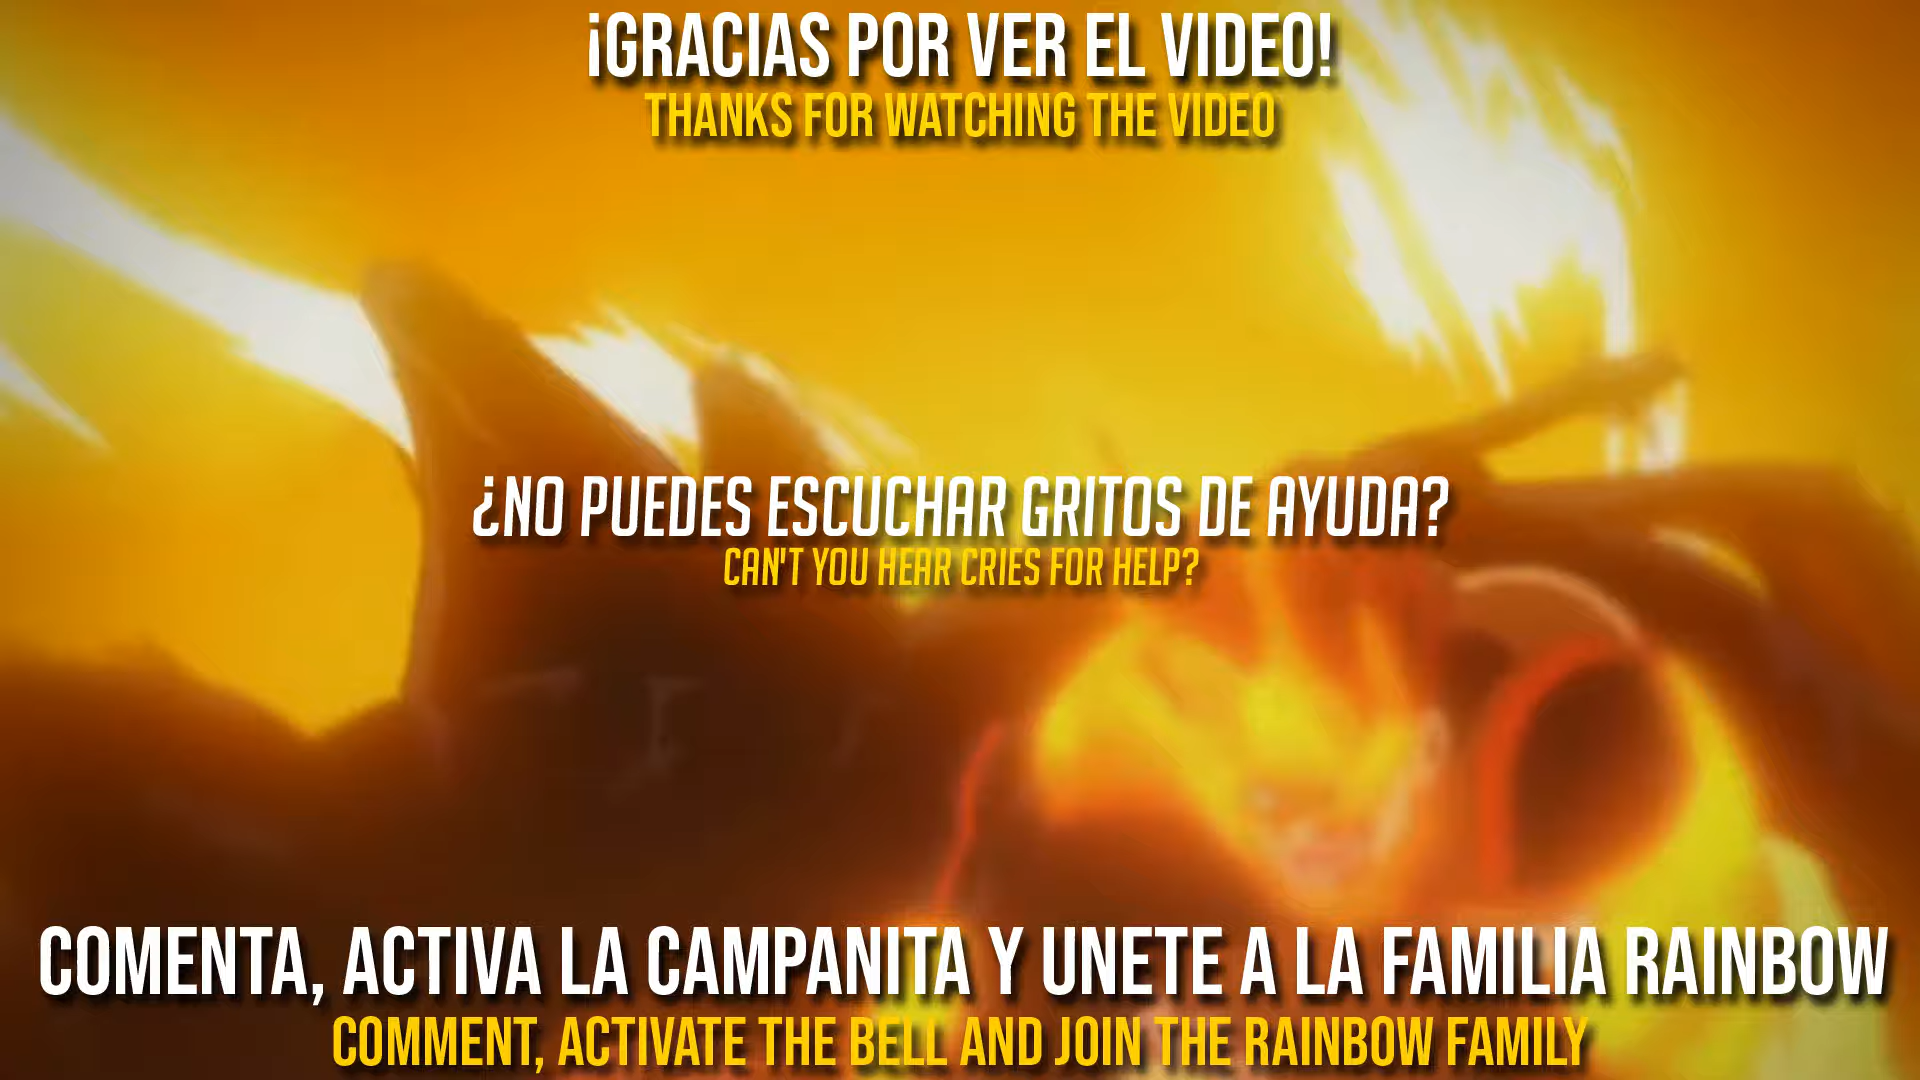 ¡GRACIAS POR VER EL VIDEO!
THANKS FOR WATCHING THE VIDEO
¿NO PUEDES ESCUCHAR GRITOS DE AYUDA?
CAN'T YOU HEAR CRIES FOR HELP?
COMENTA, ACTIVA LA CAMPANITA Y UNETE A LA FAMILIA RAINBOW
COMMENT, ACTIVATE THE BELL AND JOIN THE RAINBOW FAMILY